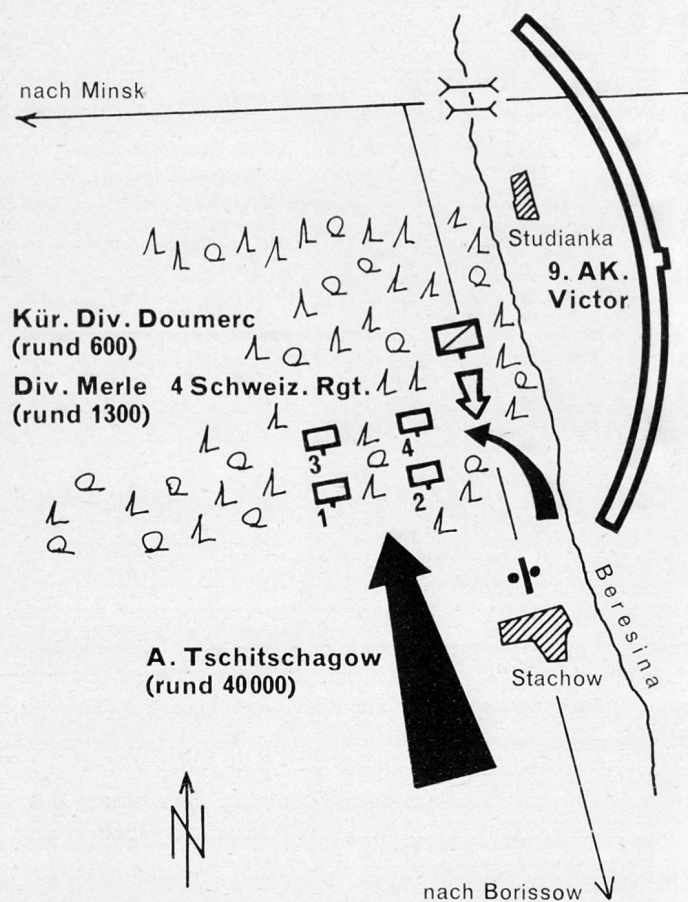 nach Minsk
Studianka
9. AK.
Victor
Kür. Div. Doumerc
(rund 600)
Div. Merle 4 Schweiz. Rgt.
(rund 1300)
3
4
1
2
Beresina
A. Tschitschagow
(rund 40000)
Stachow
N
nach Borissow